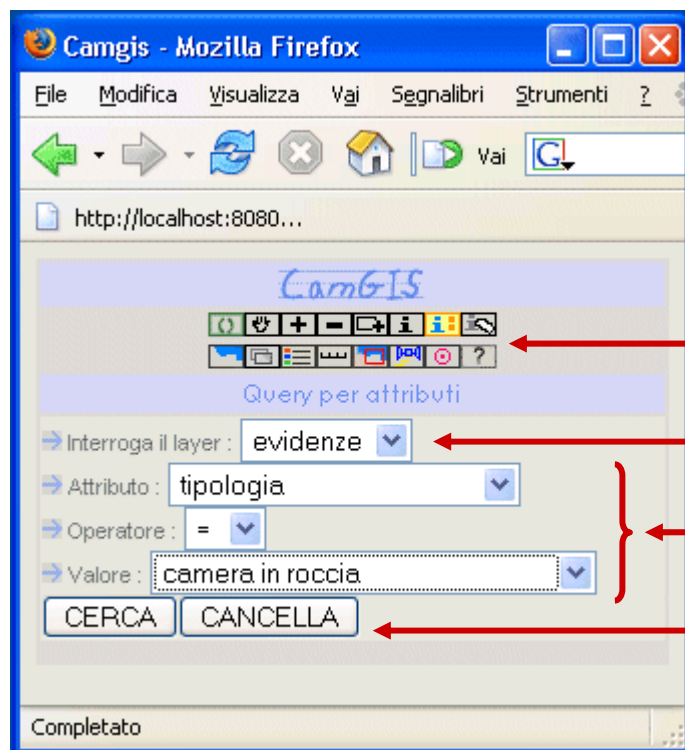 Camgis - Mozilla Firefox
File Modifica Visualizza Vai Segnalibri Strumenti ?
Vai G
http://localhost:8080...
CamGIS
?
Query per attributi
Interroga il layer : evidenze
Attributo : tipologia
Operatore : =
Valore : camera in roccia
CERCA CANCELLA
Completato